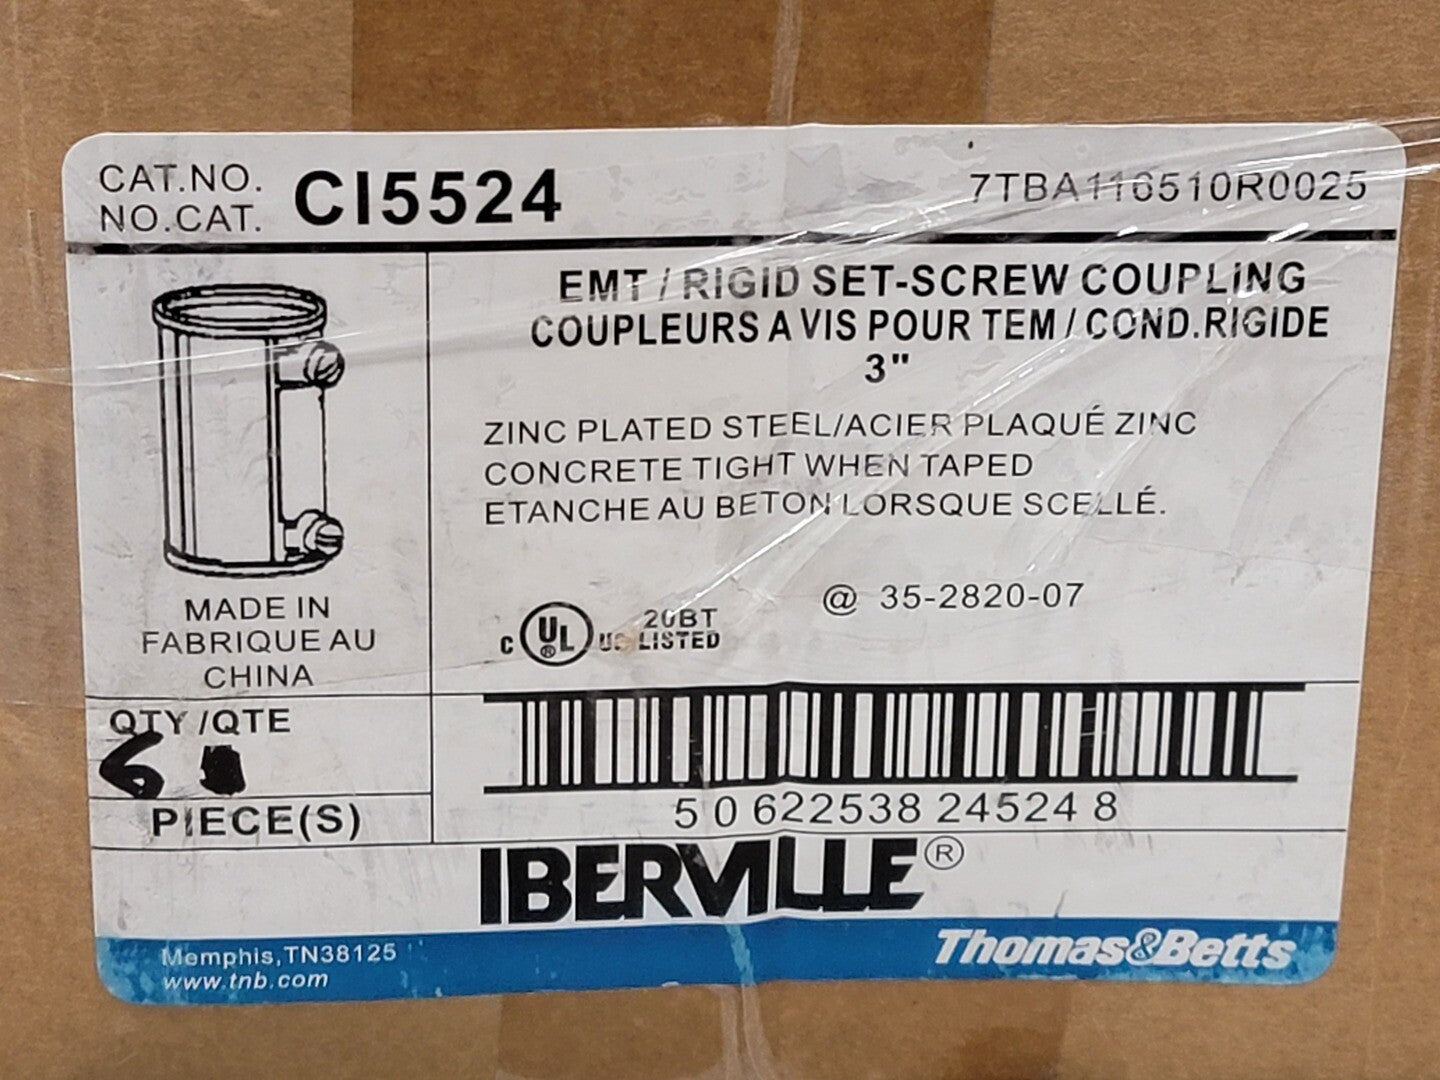 CAT.NO.
NO.CAT. CI5524
7TBA116510R0025
EMT / RIGID SET-SCREW COUPLING
COUPLEURS A VIS POUR TEM / COND.RIGIDE
3"
ZINC PLATED STEEL/ACIER PLAQUÉ ZINC
CONCRETE TIGHT WHEN TAPED
ETANCHE AU BETON LORSQUE SCELLÉ.
@ 35-2820-07
C UL ® US 20BT
LISTED
MADE IN
FABRIQUE AU
CHINA
QTY /QTE
6
PIECE(S)
5 0 622538 24524 8
IBERVILLE®
Memphis,TN38125
www.tnb.com
Thomas&Betts